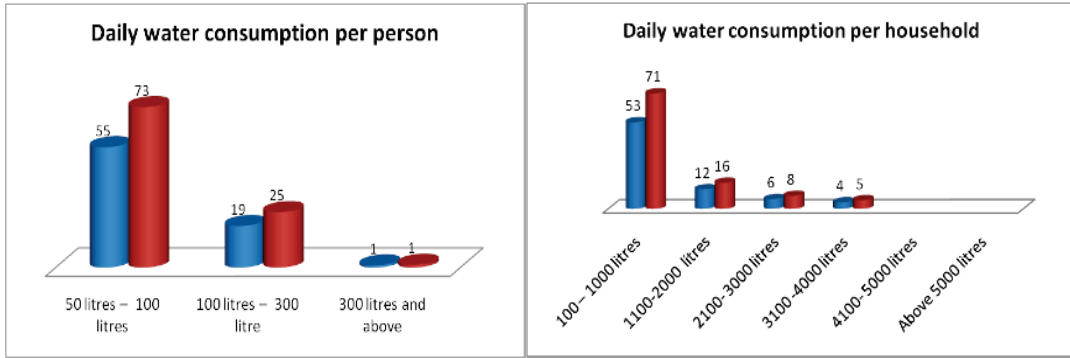 Daily water consumption per person
73
55
25
19
1
1
50 litres – 100
litres
100 litres – 300
litre
300 litres and
above
Daily water consumption per household
71
53
12
16
6
8
4
5
100 – 1000 litres
1100-2000 litres
2100- 3000 litres
3100 -4000 litres
4100- 5000 litres
Above 5000 litres